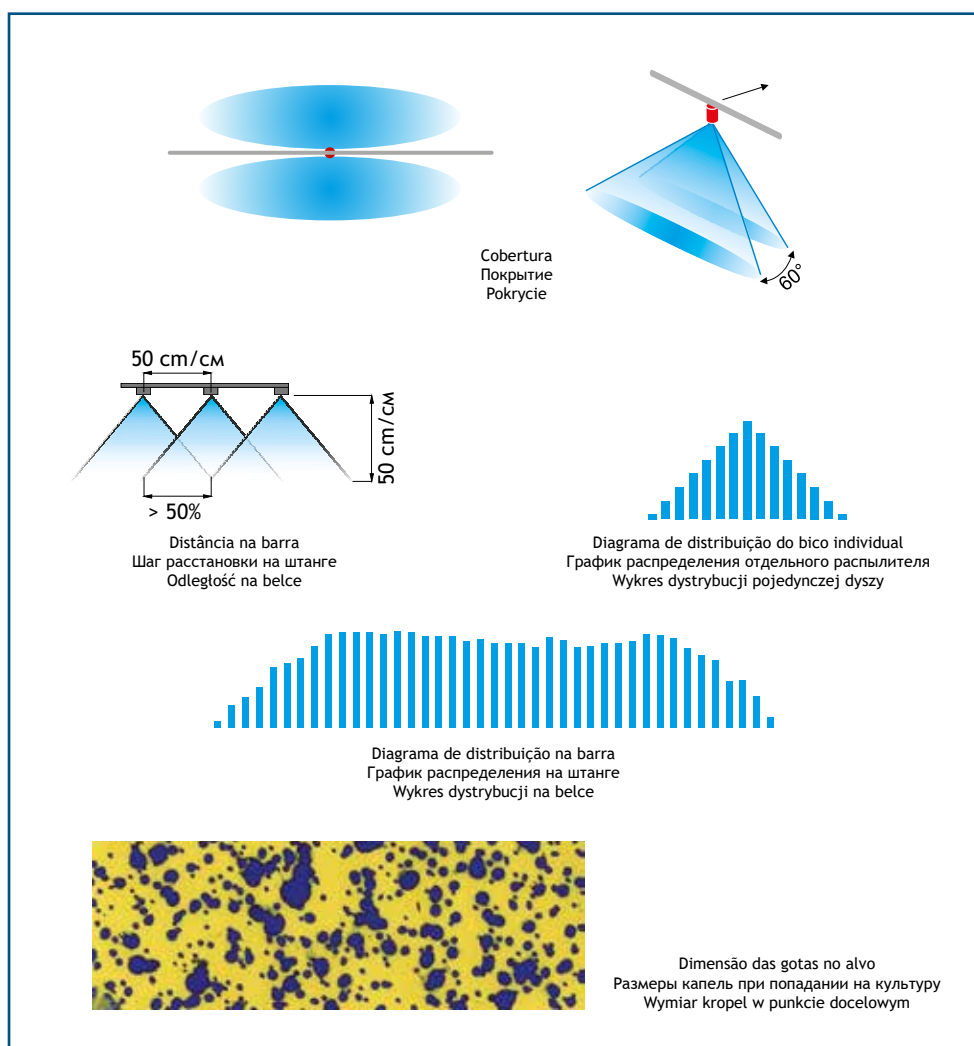 60°
Cobertura
Покрытие
Pokrycie
50 cm/см
50 cm/см
> 50%
Distância na barra
Шаг расстановки на штанге
Odległość na belce
Diagrama de distribuição do bico individual
График распределения отдельного распылителя
Wykres dystrybucji pojedynczej dyszy
Diagrama de distribuição na barra
График распределения на штанге
Wykres dystrybucji na belce
Dimensão das gotas no alvo
Размеры капель при попадании на культуру
Wymiar kropel w punkcie docelowym